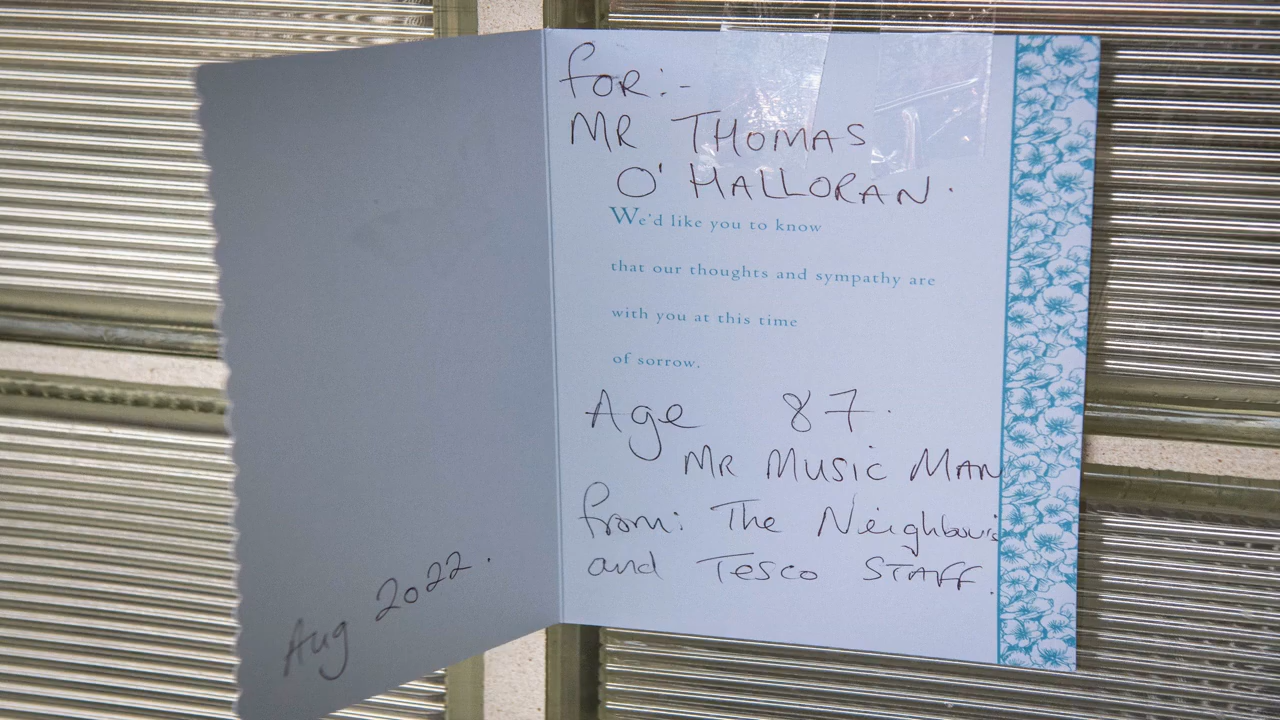 Aug 2022.
for:-
MR THOMAS
O'HALLORAN.
We'd like you to know
that our thoughts and sympathy are
with you at this time
of sorrow.
Age 87.
MR MUSIC MAN
from: The Neighbours
and TESCO STAFF.